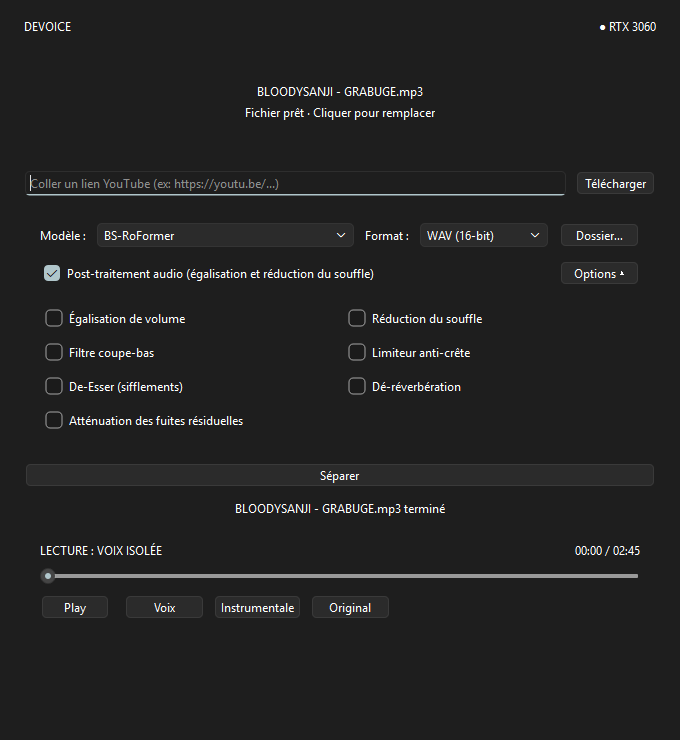 DEVOICE
● RTX 3060
BLOODYSANJI - GRABUGE.mp3
Fichier prêt · Cliquer pour remplacer
Coller un lien YouTube (ex: https://youtu.be/...)
Télécharger
Modèle : BS-RoFormer Format : WAV (16-bit) Dossier...
Post-traitement audio (égalisation et réduction du souffle) Options ▴
Égalisation de volume Réduction du souffle
Filtre coupe-bas Limiteur anti-crête
De-Esser (sifflements) Dé-réverbération
Atténuation des fuites résiduelles
Séparer
BLOODYSANJI - GRABUGE.mp3 terminé
LECTURE : VOIX ISOLÉE 00:00 / 02:45
Play Voix Instrumentale Original